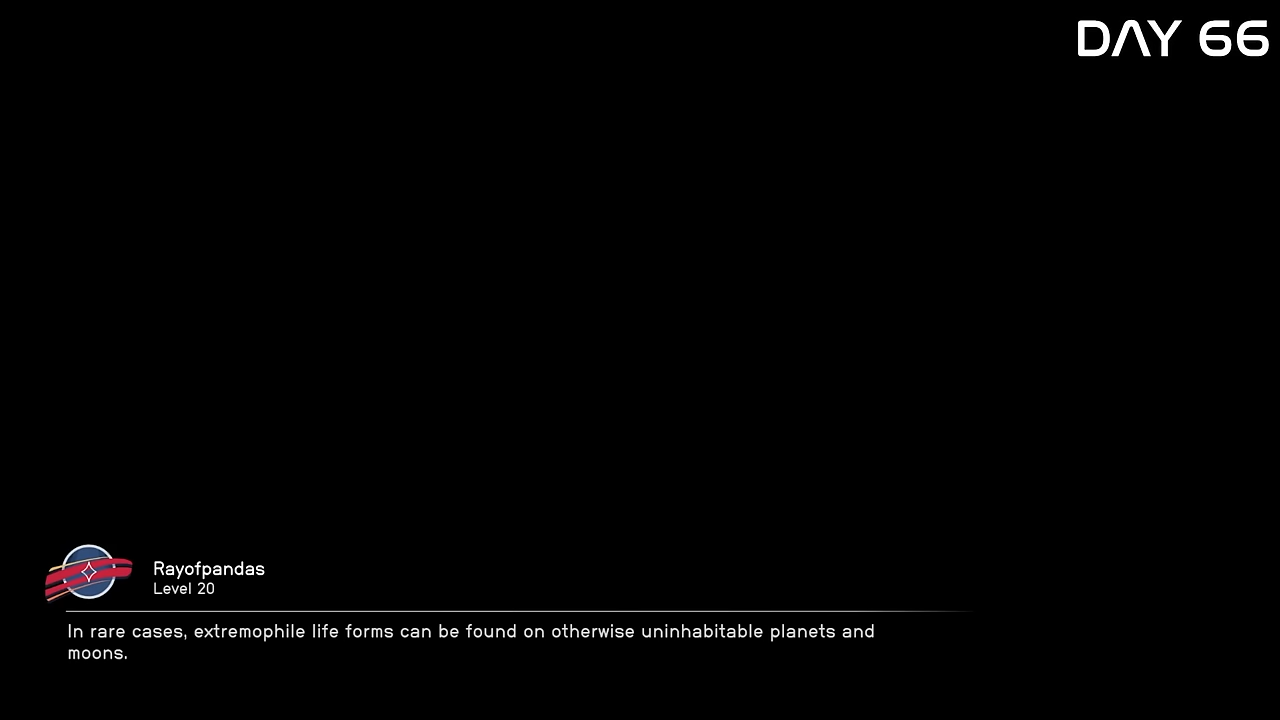 DAY 66
Rayofpandas
Level 20
In rare cases, extremophile life forms can be found on otherwise uninhabitable planets and
moons.